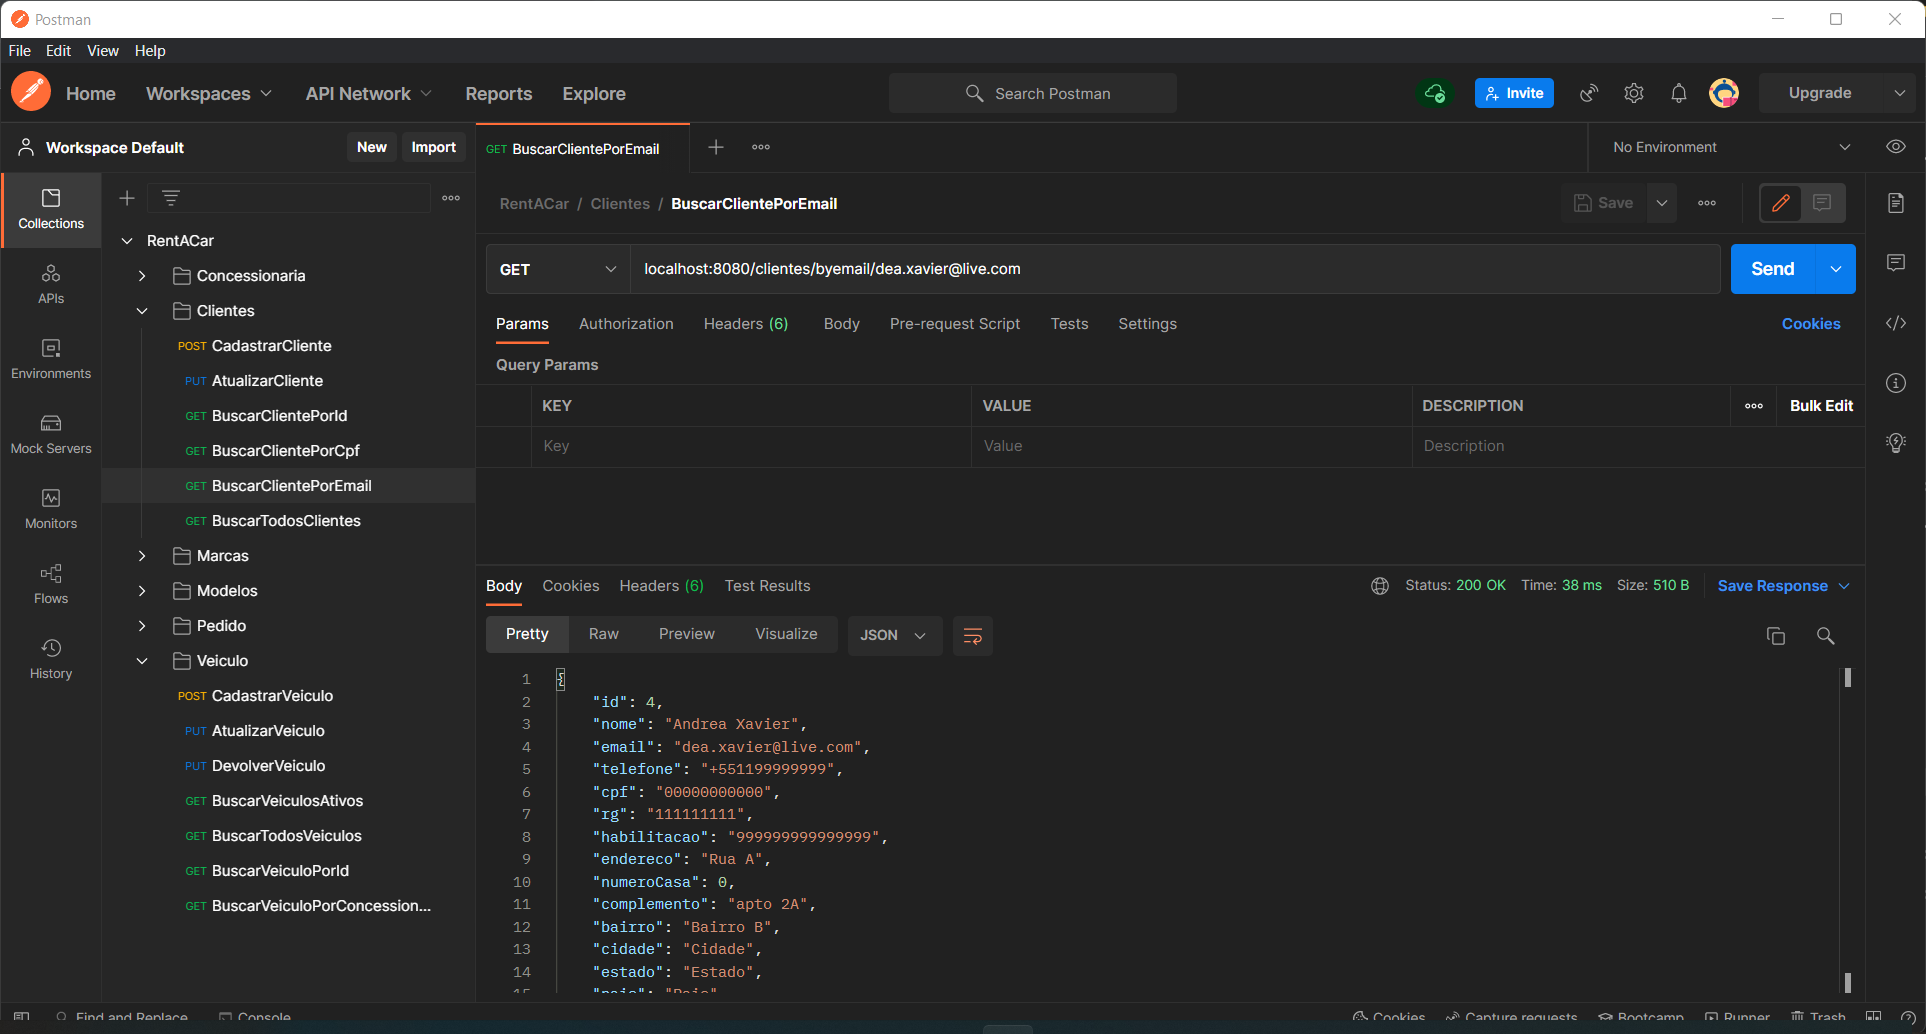 Postman
File Edit View Help
Home Workspaces API Network Reports Explore Search Postman Invite Upgrade
Workspace Default New Import
GET BuscarClientePorEmail
No Environment
Collections
APIs
Environments
Mock Servers
Monitors
Flows
History
RentACar
Concessionaria
Clientes
POST CadastrarCliente
PUT AtualizarCliente
GET BuscarClientePorId
GET BuscarClientePorCpf
GET BuscarClientePorEmail
GET BuscarTodosClientes
Marcas
Modelos
Pedido
Veiculo
POST CadastrarVeiculo
PUT AtualizarVeiculo
PUT DevolverVeiculo
GET BuscarVeiculosAtivos
GET BuscarTodosVeiculos
GET BuscarVeiculoPorId
GET BuscarVeiculoPorConcession...
RentACar / Clientes / BuscarClientePorEmail
Save
GET localhost:8080/clientes/byemail/dea.xavier@live.com Send
Params Authorization Headers (6) Body Pre-request Script Tests Settings Cookies
Query Params
KEY VALUE DESCRIPTION Bulk Edit
Key Value Description
Body Cookies Headers (6) Test Results Status: 200 OK Time: 38 ms Size: 510 B Save Response
Pretty Raw Preview Visualize JSON
1 {
2 "id": 4,
3 "nome": "Andrea Xavier",
4 "email": "dea.xavier@live.com",
5 "telefone": "+551199999999",
6 "cpf": "00000000000",
7 "rg": "111111111",
8 "habilitacao": "999999999999999",
9 "endereco": "Rua A",
10 "numeroCasa": 0,
11 "complemento": "apto 2A",
12 "bairro": "Bairro B",
13 "cidade": "Cidade",
14 "estado": "Estado",
15 "pais": "Pais"
Find and Replace Console Cookies Capture requests Bootcamp Runner Trash